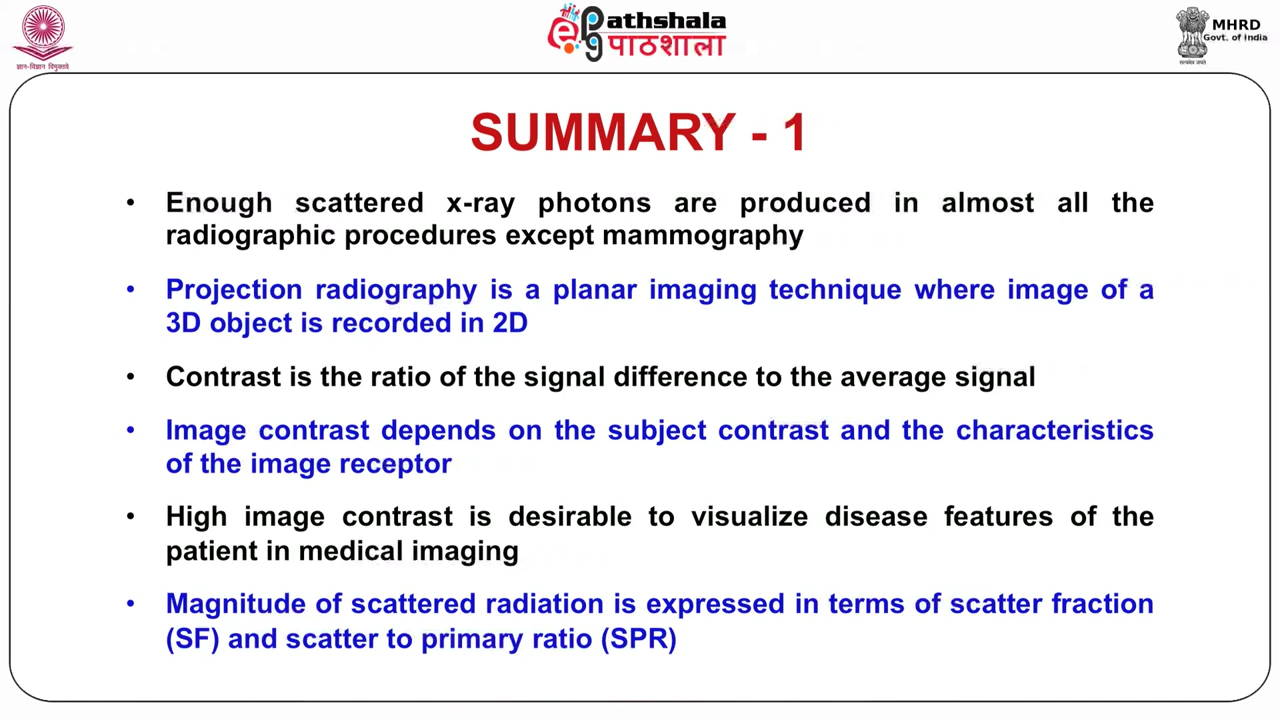 ज्ञान-विज्ञान विमुक्तये
ePathshala
पाठशाला
MHRD
Govt. of India
सत्यमेव जयते
SUMMARY - 1
• Enough scattered x-ray photons are produced in almost all the
radiographic procedures except mammography
• Projection radiography is a planar imaging technique where image of a
3D object is recorded in 2D
• Contrast is the ratio of the signal difference to the average signal
• Image contrast depends on the subject contrast and the characteristics
of the image receptor
• High image contrast is desirable to visualize disease features of the
patient in medical imaging
• Magnitude of scattered radiation is expressed in terms of scatter fraction
(SF) and scatter to primary ratio (SPR)